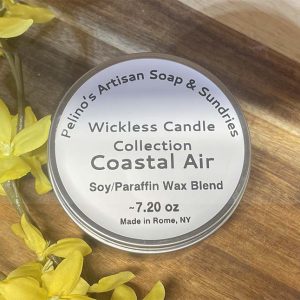 Pelino's Artisan Soap & Sundries
Wickless Candle
Collection
Coastal Air
Soy/Paraffin Wax Blend
~7.20 oz
Made in Rome, NY